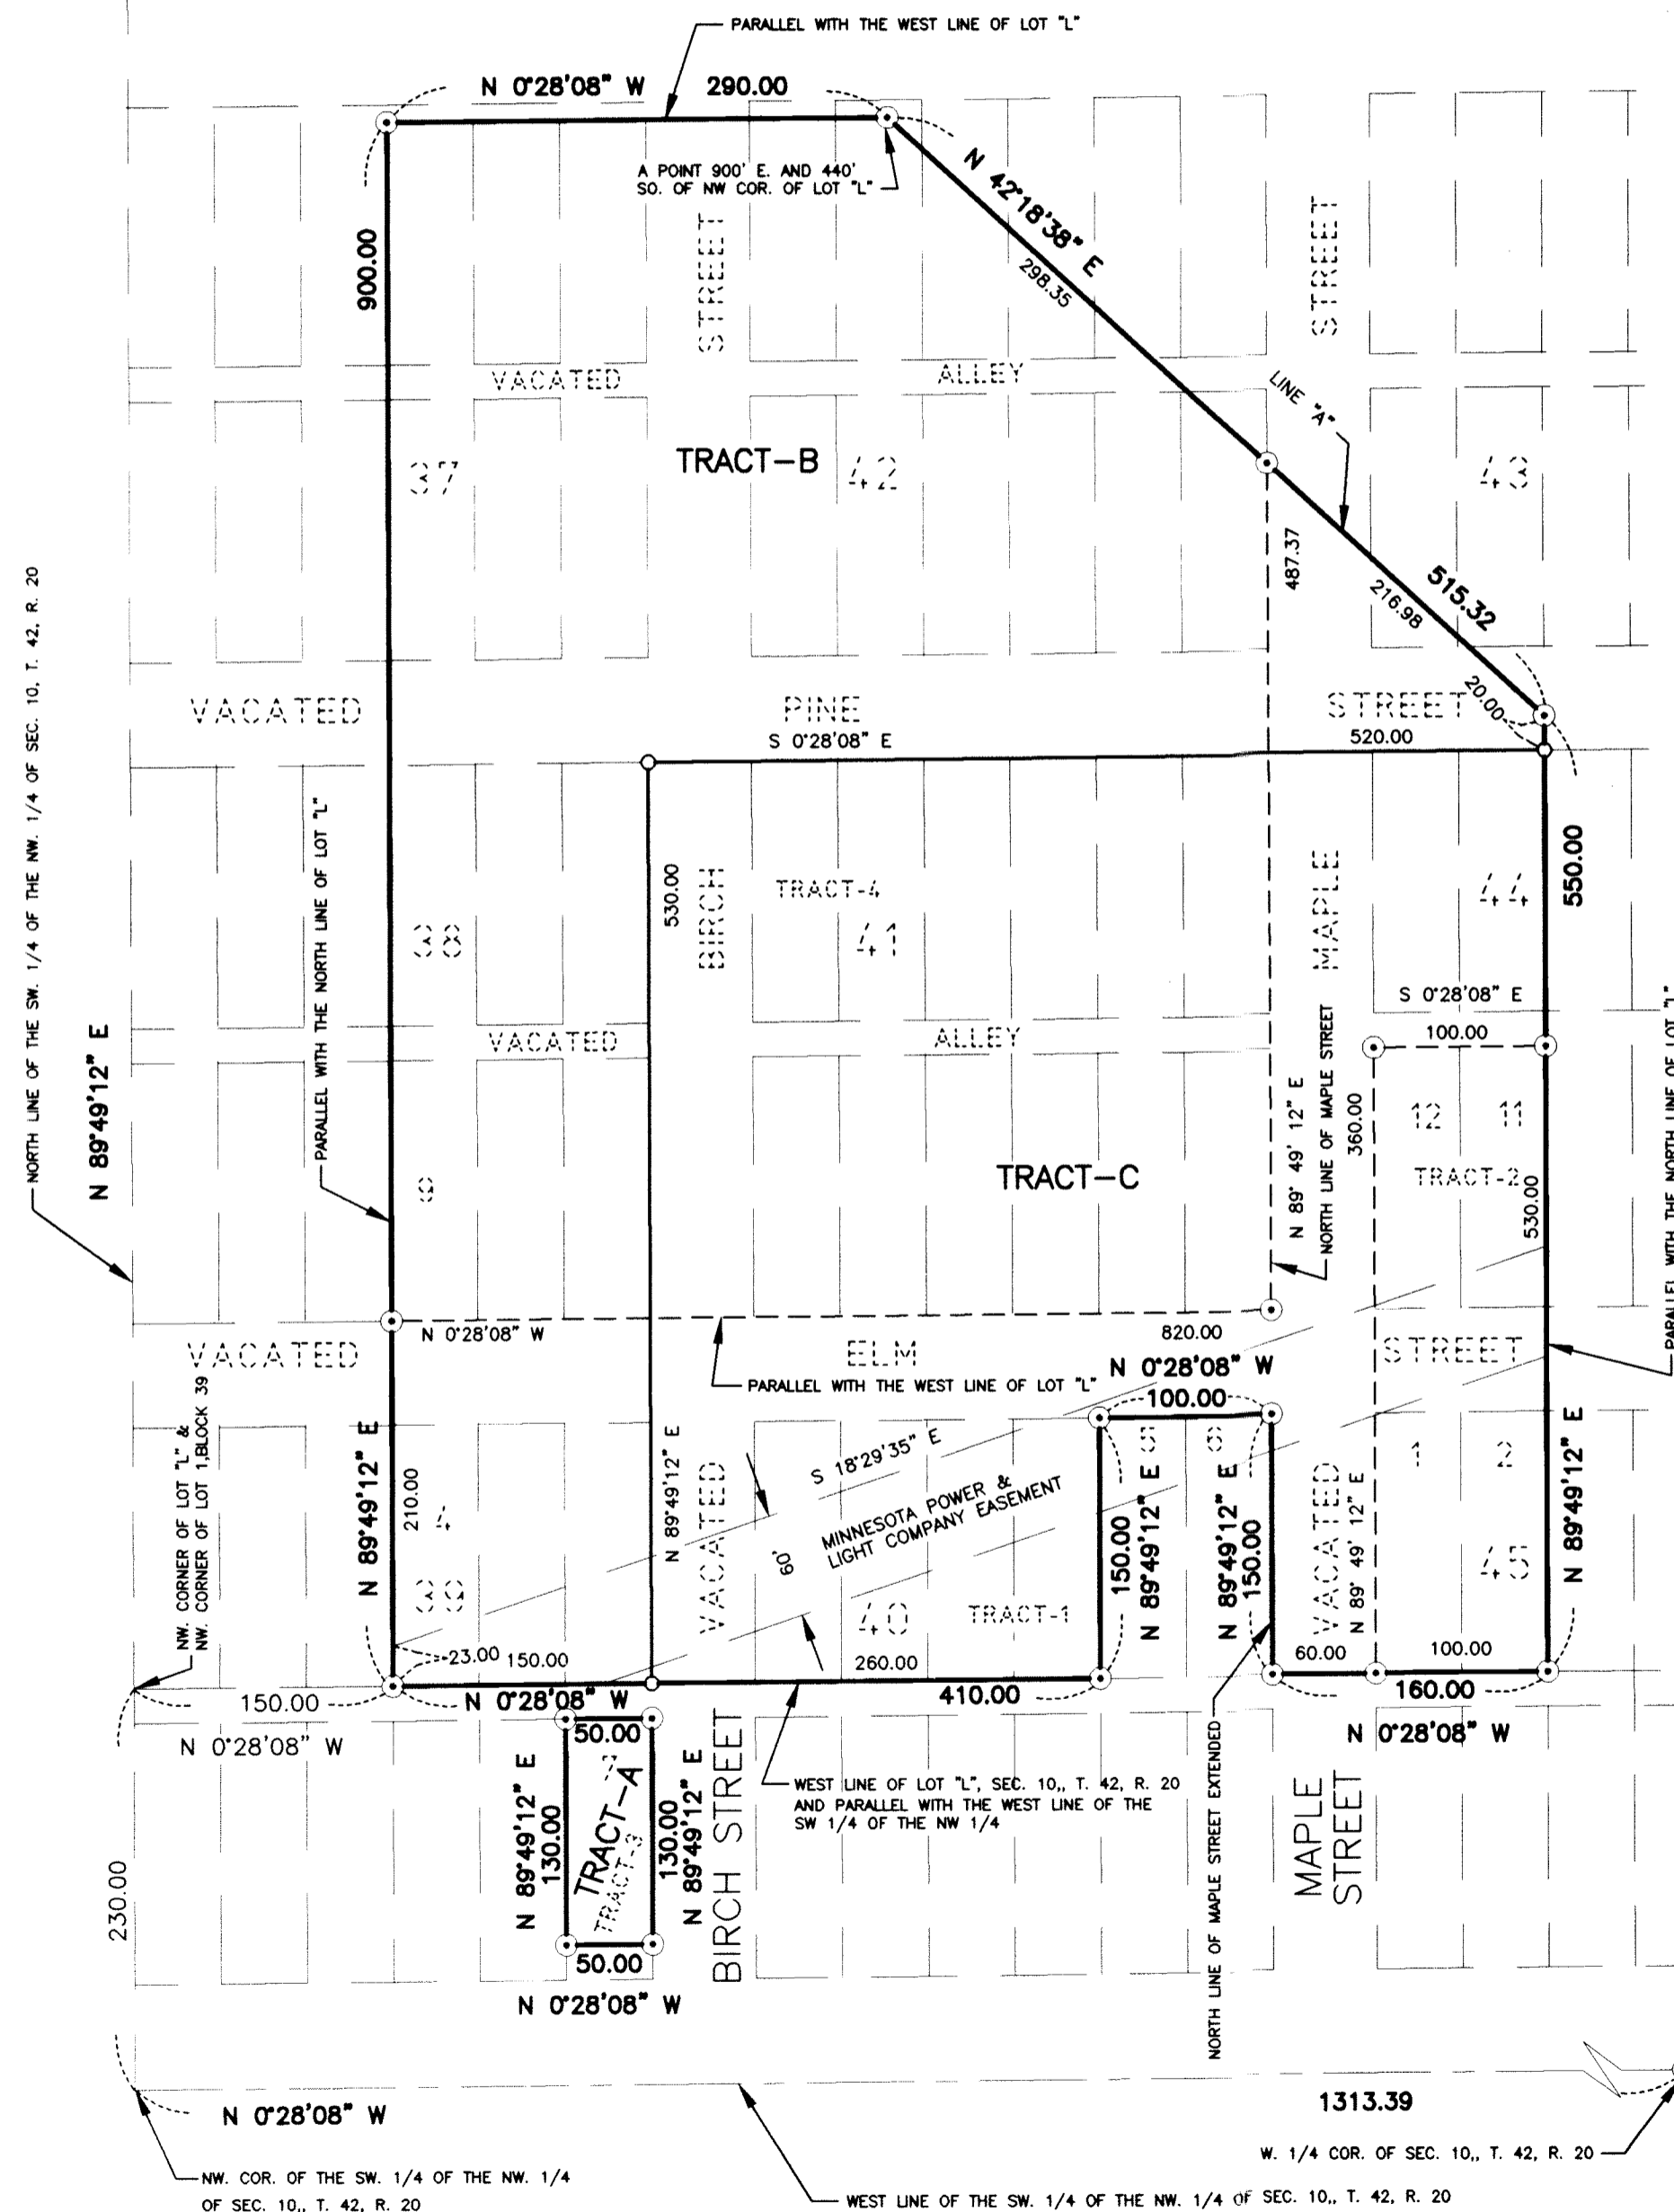 PARALLEL WITH THE WEST LINE OF LOT "L"
N 0°28'08" W 290.00
A POINT 900' E. AND 440'
SO. OF NW COR. OF LOT "L"
N 42°18'38" E
298.35
900.00
STREET
STREET
VACATED
ALLEY
LINE "A"
37
TRACT-B
42
43
487.37
515.32
216.98
20.00
NORTH LINE OF THE SW. 1/4 OF THE NW. 1/4 OF SEC. 10, T. 42, R. 20
N 89°49'12" E
VACATED
PINE
STREET
S 0°28'08" E
520.00
PARALLEL WITH THE NORTH LINE OF LOT "L"
530.00
BIRCH
TRACT-4
41
38
MAPLE
44
550.00
S 0°28'08" E
100.00
VACATED
ALLEY
N 89° 49' 12" E
NORTH LINE OF MAPLE STREET
360.00
12
11
TRACT-2
530.00
9
TRACT-C
PARALLEL WITH THE NORTH LINE OF LOT "L"
N 0°28'08" W
820.00
VACATED
ELM
STREET
PARALLEL WITH THE WEST LINE OF LOT "L"
N 0°28'08" W
100.00
NW. CORNER OF LOT "L" &
NW. CORNER OF LOT 1,BLOCK 39
N 89°49'12" E
210.00
4
39
N 89°49'12" E
VACATED
S 18°29'35" E
MINNESOTA POWER &
LIGHT COMPANY EASEMENT
60'
40
TRACT-1
150.00
N 89°49'12" E
5
6
N 89°49'12" E
150.00
VACATED
N 89° 49' 12" E
1
2
45
N 89°49'12" E
23.00
150.00
260.00
60.00
100.00
150.00
N 0°28'08" W
N 0°28'08" W
410.00
160.00
N 0°28'08" W
50.00
N 89°49'12" E
130.00
TRACT-A
TRACT-3
130.00
N 89°49'12" E
50.00
N 0°28'08" W
BIRCH STREET
WEST LINE OF LOT "L", SEC. 10,, T. 42, R. 20
AND PARALLEL WITH THE WEST LINE OF THE
SW 1/4 OF THE NW 1/4
NORTH LINE OF MAPLE STREET EXTENDED
MAPLE
STREET
230.00
N 0°28'08" W
1313.39
W. 1/4 COR. OF SEC. 10,, T. 42, R. 20
NW. COR. OF THE SW. 1/4 OF THE NW. 1/4
OF SEC. 10,, T. 42, R. 20
WEST LINE OF THE SW. 1/4 OF THE NW. 1/4 OF SEC. 10,, T. 42, R. 20